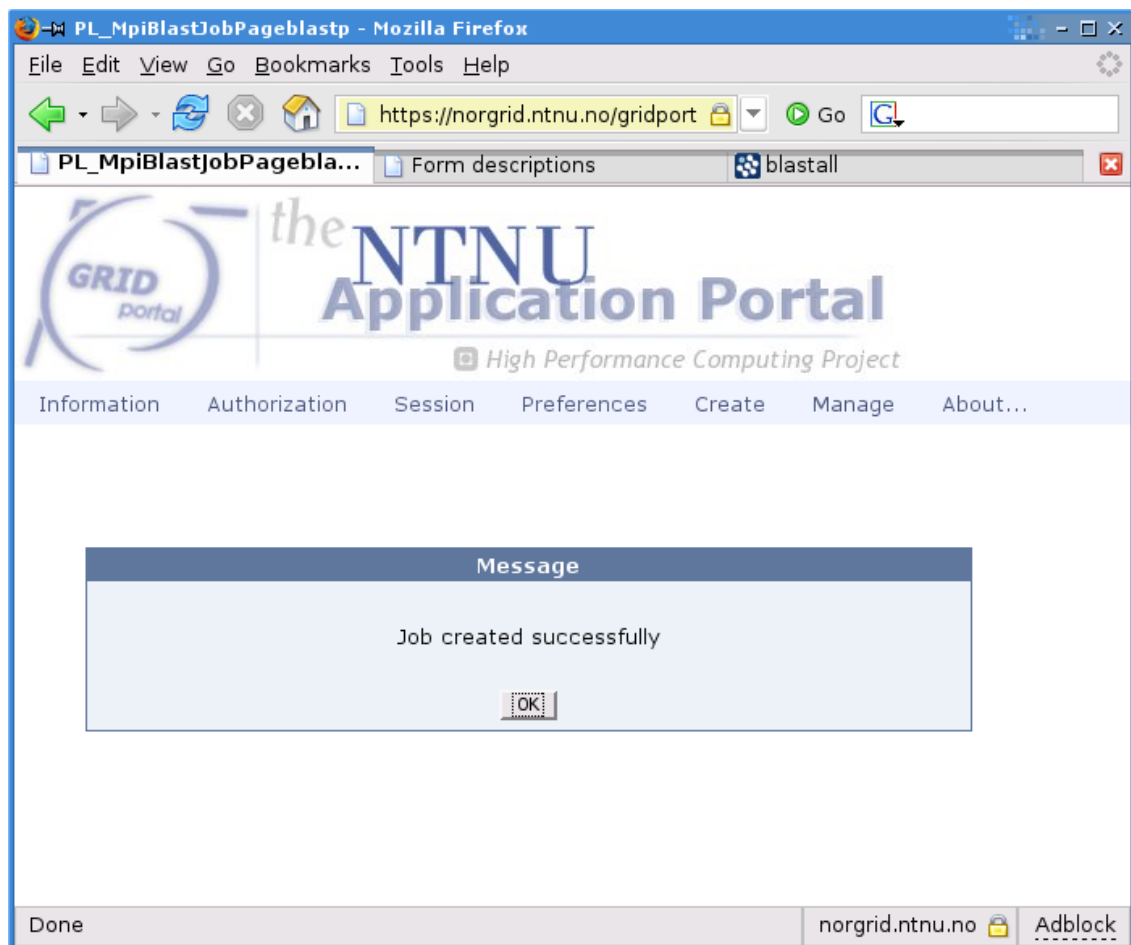 PL_MpiBlastJobPageblastp - Mozilla Firefox
File Edit View Go Bookmarks Tools Help
https://norgrid.ntnu.no/gridport Go G
PL_MpiBlastJobPagebla... Form descriptions blastall
the NTNU
GRID portal
Application Portal
High Performance Computing Project
Information Authorization Session Preferences Create Manage About...
Message
Job created successfully
OK
Done norgrid.ntnu.no Adblock